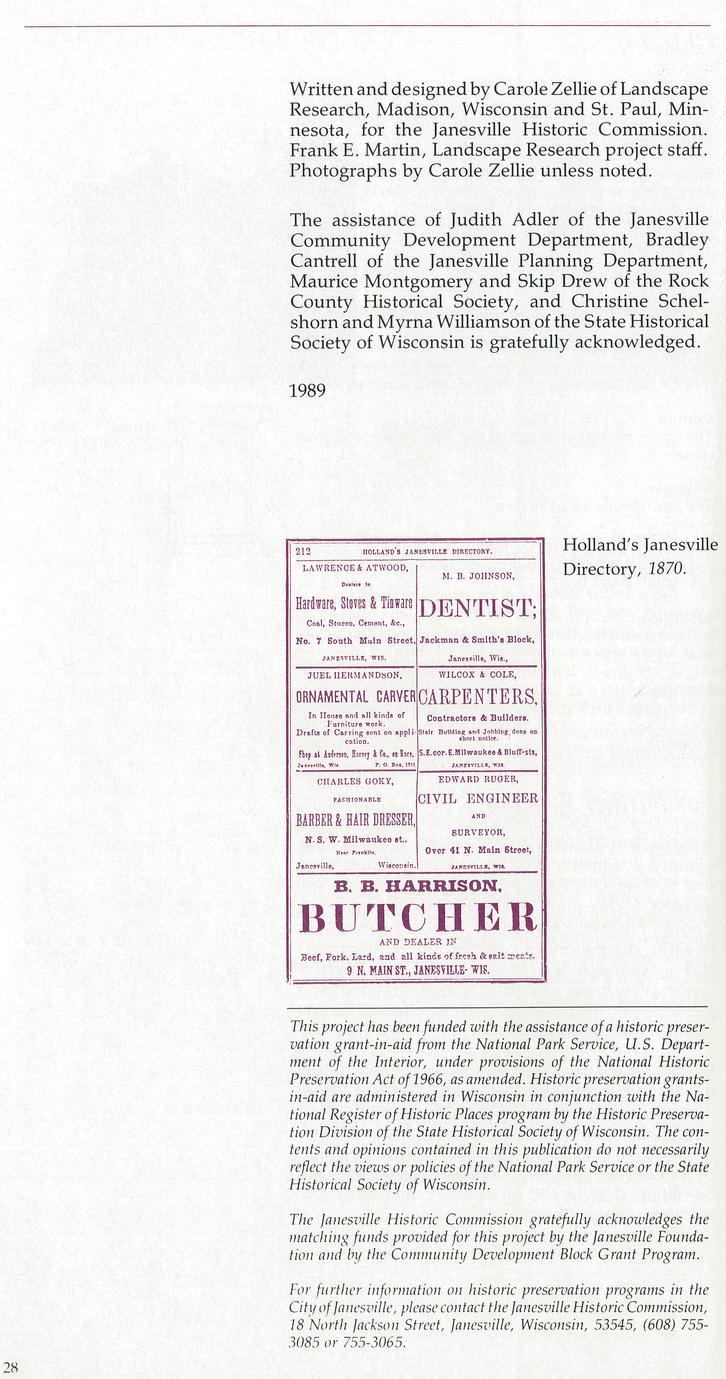 Written and designed by Carole Zellie of Landscape
Research, Madison, Wisconsin and St. Paul, Min-
nesota, for the Janesville Historic Commission.
Frank E. Martin, Landscape Research project staff.
Photographs by Carole Zellie unless noted.
The assistance of Judith Adler of the Janesville
Community Development Department, Bradley
Cantrell of the Janesville Planning Department,
Maurice Montgomery and Skip Drew of the Rock
County Historical Society, and Christine Schel-
shorn and Myrna Williamson of the State Historical
Society of Wisconsin is gratefully acknowledged.
1989
Holland's Janesville
Directory, 1870.
212 HOLLAND'S JANESVILLE DIRECTORY.
LAWRENCE & ATWOOD,
Dealers in
Hardware, Stoves & Tinware
Coal, Stucco, Cement, &c.,
No. 7 South Main Street,
JANESVILLE, WIS.
M. B. JOHNSON,
DENTIST;
Jackman & Smith's Block,
Janesville, Wis.,
JUEL HERMANDSON,
ORNAMENTAL CARVER
In House and all kinds of
Furniture work.
Drafts of Carving sent on appli-
cation.
Shop at Anderson, Harvey & Co., on Race,
Janesville, Wis. P. O. Box,
WILCOX & COLE,
CARPENTERS,
Contractors & Builders.
Stair Building and Jobbing done on
short notice.
S.E.cor.E.Milwaukee & Bluff-sts,
JANESVILLE, WIS.
CHARLES GOKY,
FASHIONABLE
BARBER & HAIR DRESSER,
N. S. W. Milwaukee st.,
Near Franklin,
Janesville, Wisconsin.
EDWARD RUGER,
CIVIL ENGINEER
AND
SURVEYOR,
Over 41 N. Main Street,
JANESVILLE, WIS.
B. B. HARRISON,
BUTCHER
AND DEALER IN
Beef, Pork, Lard, and all kinds of fresh & salt meats.
9 N. MAIN ST., JANESVILLE- WIS.
This project has been funded with the assistance of a historic preser-
vation grant-in-aid from the National Park Service, U.S. Depart-
ment of the Interior, under provisions of the National Historic
Preservation Act of 1966, as amended. Historic preservation grants-
in-aid are administered in Wisconsin in conjunction with the Na-
tional Register of Historic Places program by the Historic Preserva-
tion Division of the State Historical Society of Wisconsin. The con-
tents and opinions contained in this publication do not necessarily
reflect the views or policies of the National Park Service or the State
Historical Society of Wisconsin.
The Janesville Historic Commission gratefully acknowledges the
matching funds provided for this project by the Janesville Founda-
tion and by the Community Development Block Grant Program.
For further information on historic preservation programs in the
City of Janesville, please contact the Janesville Historic Commission,
18 North Jackson Street, Janesville, Wisconsin, 53545, (608) 755-
3085 or 755-3065.
28